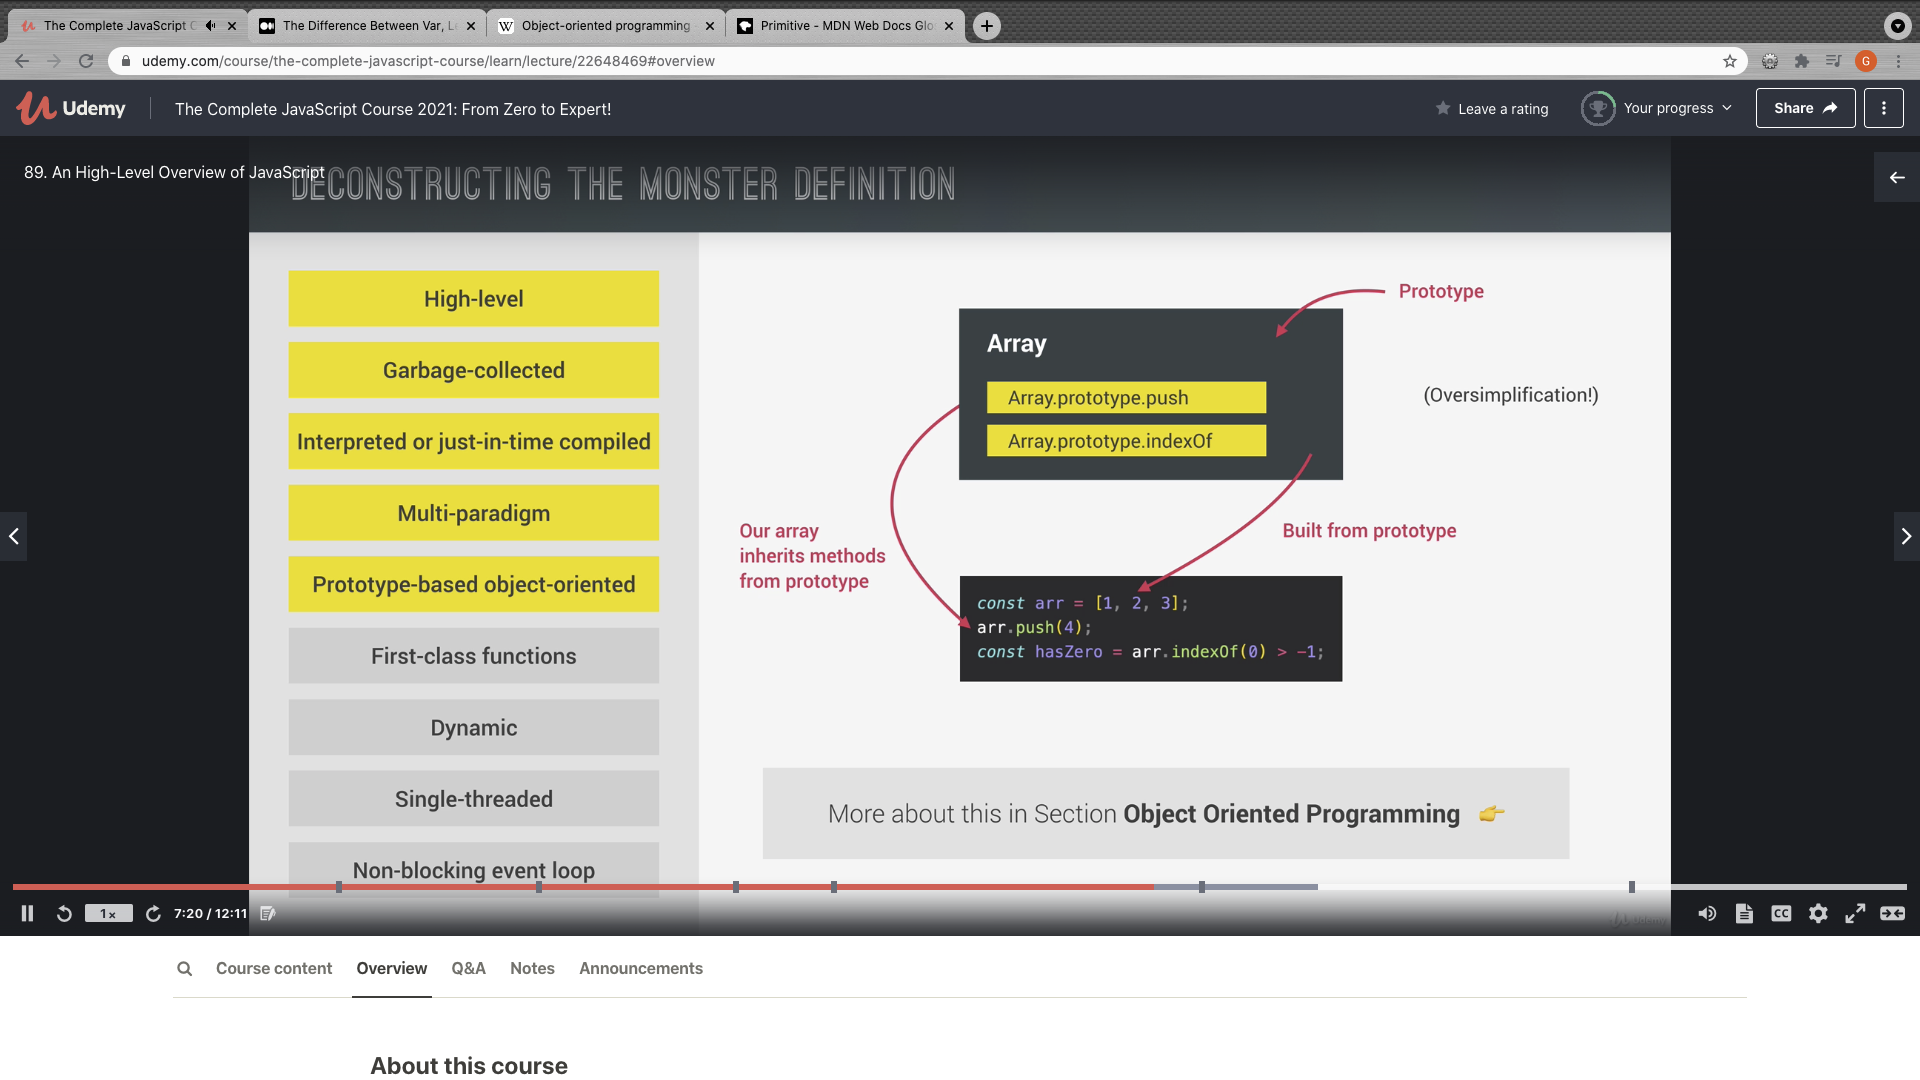 The Complete JavaScript C
The Difference Between Var, Le
Object-oriented programming
Primitive - MDN Web Docs Glo
udemy.com/course/the-complete-javascript-course/learn/lecture/22648469#overview
G
Udemy
The Complete JavaScript Course 2021: From Zero to Expert!
Leave a rating
Your progress
Share
89. An High-Level Overview of JavaScript
DECONSTRUCTING THE MONSTER DEFINITION
High-level
Garbage-collected
Interpreted or just-in-time compiled
Multi-paradigm
Prototype-based object-oriented
First-class functions
Dynamic
Single-threaded
Non-blocking event loop
Prototype
Array
Array.prototype.push
Array.prototype.indexOf
(Oversimplification!)
Our array
inherits methods
from prototype
Built from prototype
const arr = [1, 2, 3];
arr.push(4);
const hasZero = arr.indexOf(0) > -1;
More about this in Section Object Oriented Programming 👉
1x
7:20 / 12:11
CC
Course content
Overview
Q&A
Notes
Announcements
About this course